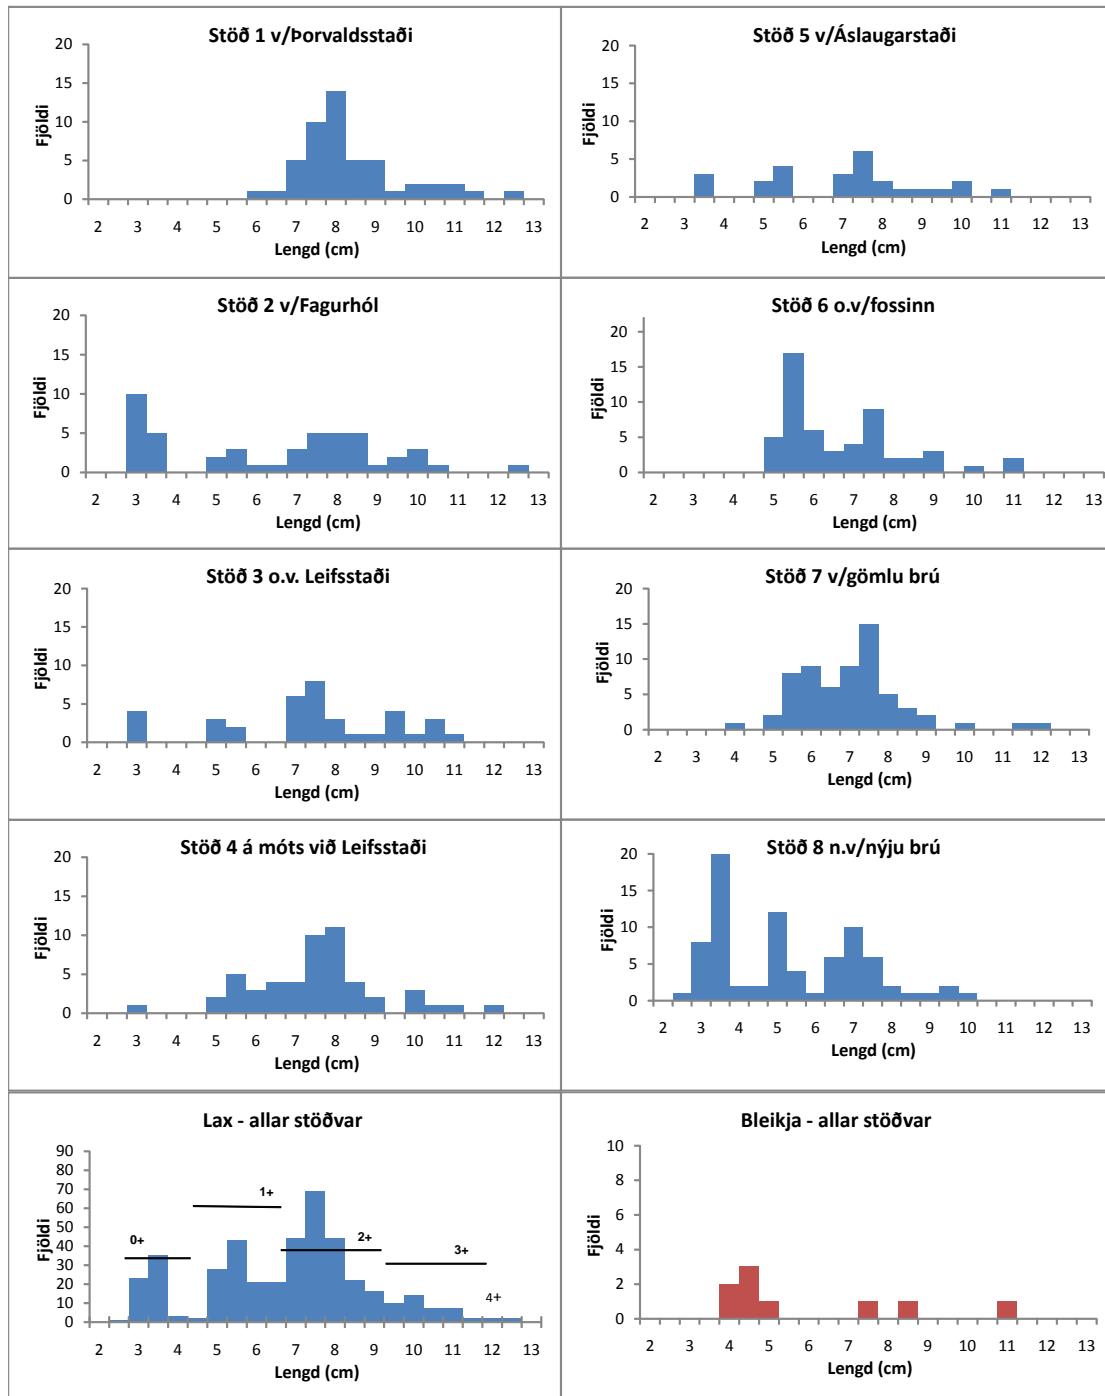 Stöð 1 v/Þorvaldsstaði
20
15
10
5
0
Fjöldi
2 3 4 5 6 7 8 9 10 11 12 13
Lengd (cm)
Stöð 5 v/Áslaugarstaði
20
15
10
5
0
Fjöldi
2 3 4 5 6 7 8 9 10 11 12 13
Lengd (cm)
Stöð 2 v/Fagurhól
20
15
10
5
0
Fjöldi
2 3 4 5 6 7 8 9 10 11 12 13
Lengd (cm)
Stöð 6 o.v/fossinn
20
15
10
5
0
Fjöldi
2 3 4 5 6 7 8 9 10 11 12 13
Lengd (cm)
Stöð 3 o.v. Leifsstaði
20
15
10
5
0
Fjöldi
2 3 4 5 6 7 8 9 10 11 12 13
Lengd (cm)
Stöð 7 v/gömlu brú
20
15
10
5
0
Fjöldi
2 3 4 5 6 7 8 9 10 11 12 13
Lengd (cm)
Stöð 4 á móts við Leifsstaði
20
15
10
5
0
Fjöldi
2 3 4 5 6 7 8 9 10 11 12 13
Lengd (cm)
Stöð 8 n.v/nýju brú
20
15
10
5
0
Fjöldi
2 3 4 5 6 7 8 9 10 11 12 13
Lengd (cm)
Lax - allar stöðvar
90
80
70
60
50
40
30
20
10
0
Fjöldi
0+
1+
2+
3+
4+
2 3 4 5 6 7 8 9 10 11 12 13
Lengd (cm)
Bleikja - allar stöðvar
10
8
6
4
2
0
Fjöldi
2 3 4 5 6 7 8 9 10 11 12 13
Lengd (cm)